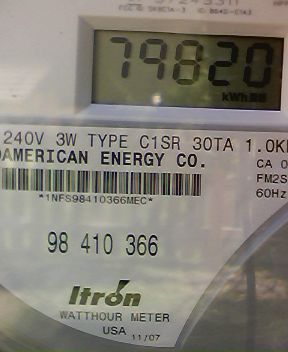 79820
kWh
240V 3W TYPE C1SR 30TA 1.0K
AMERICAN ENERGY CO.
CA 0
*1NFS98410366MEC*
FM2S
60Hz
98 410 366
Itron
WATTHOUR METER
USA 11/07